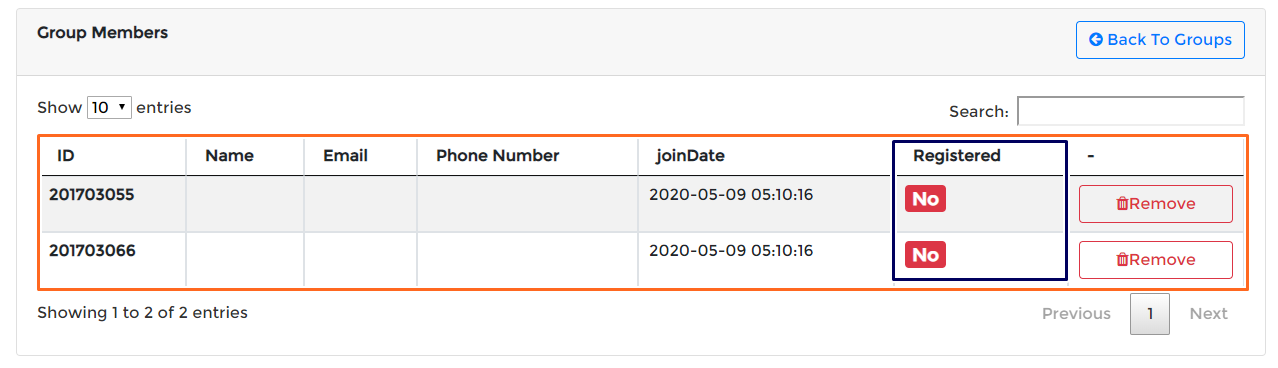 Group Members
Back To Groups
Show 10 entries
Search:
ID Name Email Phone Number joinDate Registered -
201703055 2020-05-09 05:10:16 No Remove
201703066 2020-05-09 05:10:16 No Remove
Showing 1 to 2 of 2 entries
Previous 1 Next